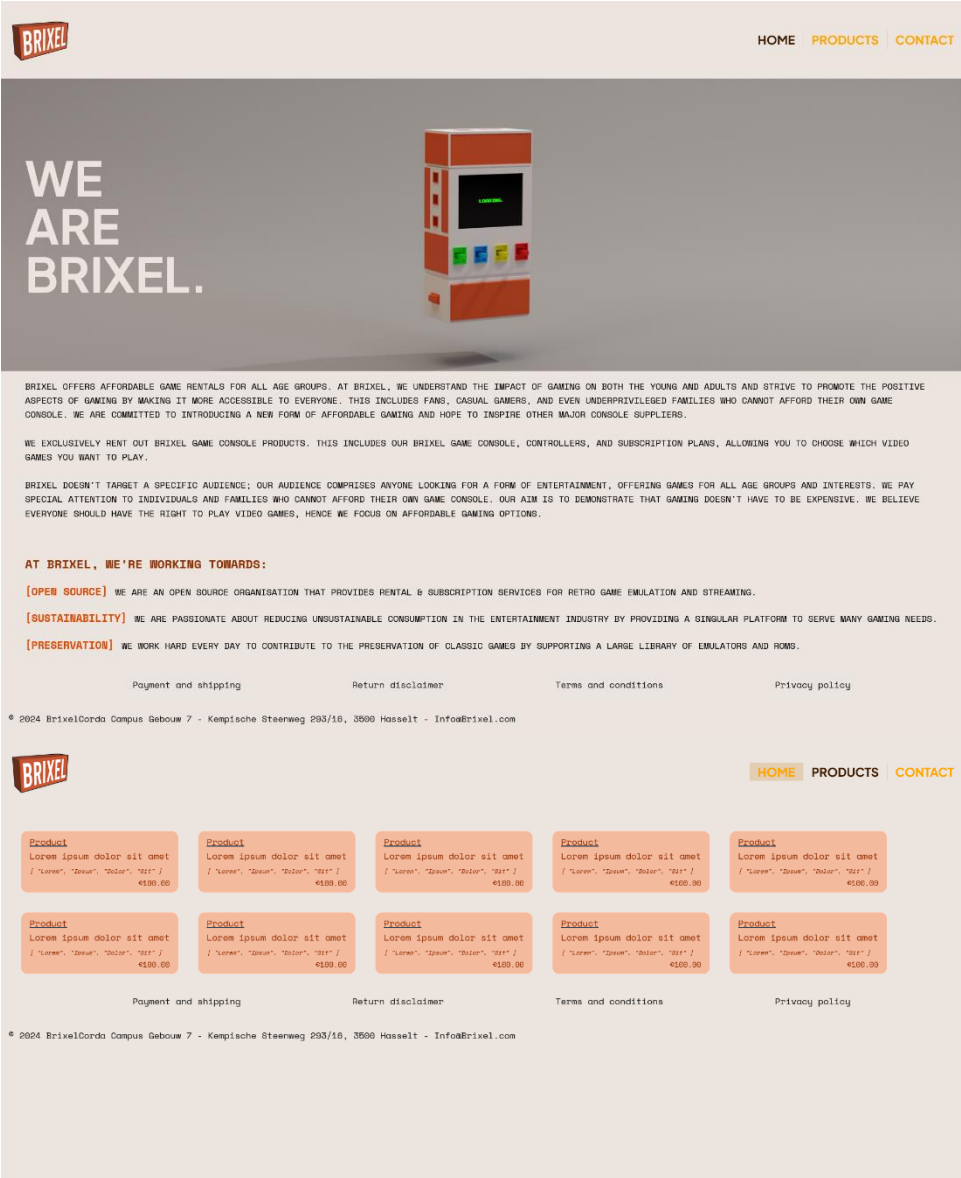 BRIXEL
HOME PRODUCTS CONTACT
WE
ARE
BRIXEL.
LOADING.
BRIXEL OFFERS AFFORDABLE GAME RENTALS FOR ALL AGE GROUPS. AT BRIXEL, WE UNDERSTAND THE IMPACT OF GAMING ON BOTH THE YOUNG AND ADULTS AND STRIVE TO PROMOTE THE POSITIVE
ASPECTS OF GAMING BY MAKING IT MORE ACCESSIBLE TO EVERYONE. THIS INCLUDES FANS, CASUAL GAMERS, AND EVEN UNDERPRIVILEGED FAMILIES WHO CANNOT AFFORD THEIR OWN GAME
CONSOLE. WE ARE COMMITTED TO INTRODUCING A NEW FORM OF AFFORDABLE GAMING AND HOPE TO INSPIRE OTHER MAJOR CONSOLE SUPPLIERS.
WE EXCLUSIVELY RENT OUT BRIXEL GAME CONSOLE PRODUCTS. THIS INCLUDES OUR BRIXEL GAME CONSOLE, CONTROLLERS, AND SUBSCRIPTION PLANS, ALLOWING YOU TO CHOOSE WHICH VIDEO
GAMES YOU WANT TO PLAY.
BRIXEL DOESN'T TARGET A SPECIFIC AUDIENCE; OUR AUDIENCE COMPRISES ANYONE LOOKING FOR A FORM OF ENTERTAINMENT, OFFERING GAMES FOR ALL AGE GROUPS AND INTERESTS. WE PAY
SPECIAL ATTENTION TO INDIVIDUALS AND FAMILIES WHO CANNOT AFFORD THEIR OWN GAME CONSOLE. OUR AIM IS TO DEMONSTRATE THAT GAMING DOESN'T HAVE TO BE EXPENSIVE. WE BELIEVE
EVERYONE SHOULD HAVE THE RIGHT TO PLAY VIDEO GAMES, HENCE WE FOCUS ON AFFORDABLE GAMING OPTIONS.
AT BRIXEL, WE'RE WORKING TOWARDS:
[OPEN SOURCE] WE ARE AN OPEN SOURCE ORGANISATION THAT PROVIDES RENTAL & SUBSCRIPTION SERVICES FOR RETRO GAME EMULATION AND STREAMING.
[SUSTAINABILITY] WE ARE PASSIONATE ABOUT REDUCING UNSUSTAINABLE CONSUMPTION IN THE ENTERTAINMENT INDUSTRY BY PROVIDING A SINGULAR PLATFORM TO SERVE MANY GAMING NEEDS.
[PRESERVATION] WE WORK HARD EVERY DAY TO CONTRIBUTE TO THE PRESERVATION OF CLASSIC GAMES BY SUPPORTING A LARGE LIBRARY OF EMULATORS AND ROMS.
Payment and shipping Return disclaimer Terms and conditions Privacy policy
© 2024 BrixelCorda Campus Gebouw 7 - Kempische Steenweg 293/16, 3500 Hasselt - Info@Brixel.com
BRIXEL
HOME PRODUCTS CONTACT
Product Product Product Product Product
Lorem ipsum dolor sit amet Lorem ipsum dolor sit amet Lorem ipsum dolor sit amet Lorem ipsum dolor sit amet Lorem ipsum dolor sit amet
[ "Lorem", "Ipsum", "Dolor", "Sit" ] [ "Lorem", "Ipsum", "Dolor", "Sit" ] [ "Lorem", "Ipsum", "Dolor", "Sit" ] [ "Lorem", "Ipsum", "Dolor", "Sit" ] [ "Lorem", "Ipsum", "Dolor", "Sit" ]
€100.00 €100.00 €100.00 €100.00 €100.00
Product Product Product Product Product
Lorem ipsum dolor sit amet Lorem ipsum dolor sit amet Lorem ipsum dolor sit amet Lorem ipsum dolor sit amet Lorem ipsum dolor sit amet
[ "Lorem", "Ipsum", "Dolor", "Sit" ] [ "Lorem", "Ipsum", "Dolor", "Sit" ] [ "Lorem", "Ipsum", "Dolor", "Sit" ] [ "Lorem", "Ipsum", "Dolor", "Sit" ] [ "Lorem", "Ipsum", "Dolor", "Sit" ]
€100.00 €100.00 €100.00 €100.00 €100.00
Payment and shipping Return disclaimer Terms and conditions Privacy policy
© 2024 BrixelCorda Campus Gebouw 7 - Kempische Steenweg 293/16, 3500 Hasselt - Info@Brixel.com